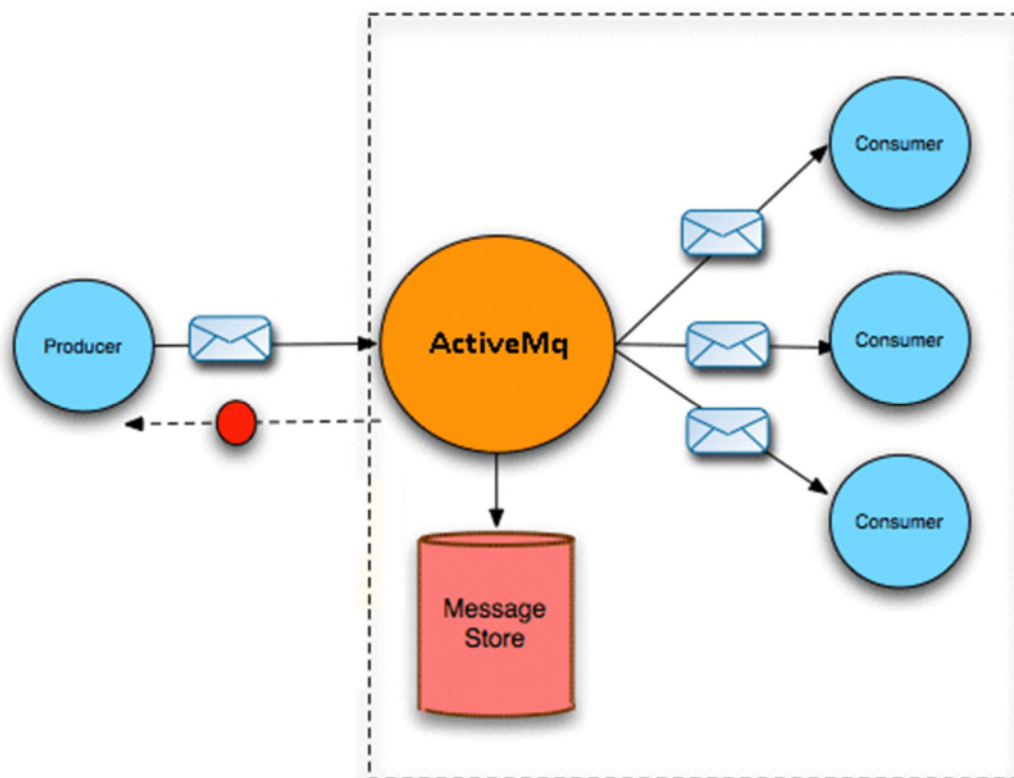 Producer
ActiveMq
Consumer
Consumer
Consumer
Message
Store